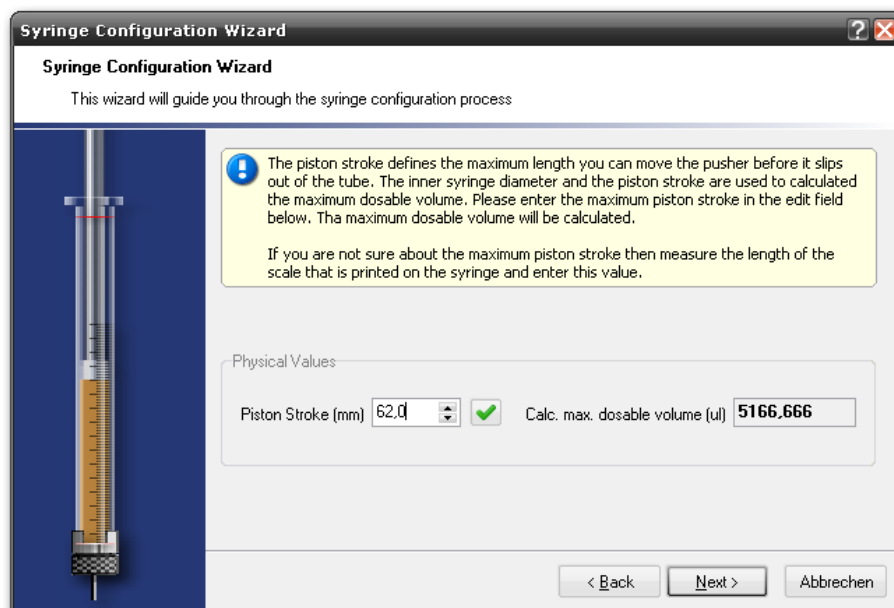 Syringe Configuration Wizard
Syringe Configuration Wizard
This wizard will guide you through the syringe configuration process
The piston stroke defines the maximum length you can move the pusher before it slips
out of the tube. The inner syringe diameter and the piston stroke are used to calculated
the maximum dosable volume. Please enter the maximum piston stroke in the edit field
below. Tha maximum dosable volume will be calculated.
If you are not sure about the maximum piston stroke then measure the length of the
scale that is printed on the syringe and enter this value.
Physical Values
Piston Stroke (mm) 62,0 Calc. max. dosable volume (ul) 5166,666
< Back Next > Abbrechen